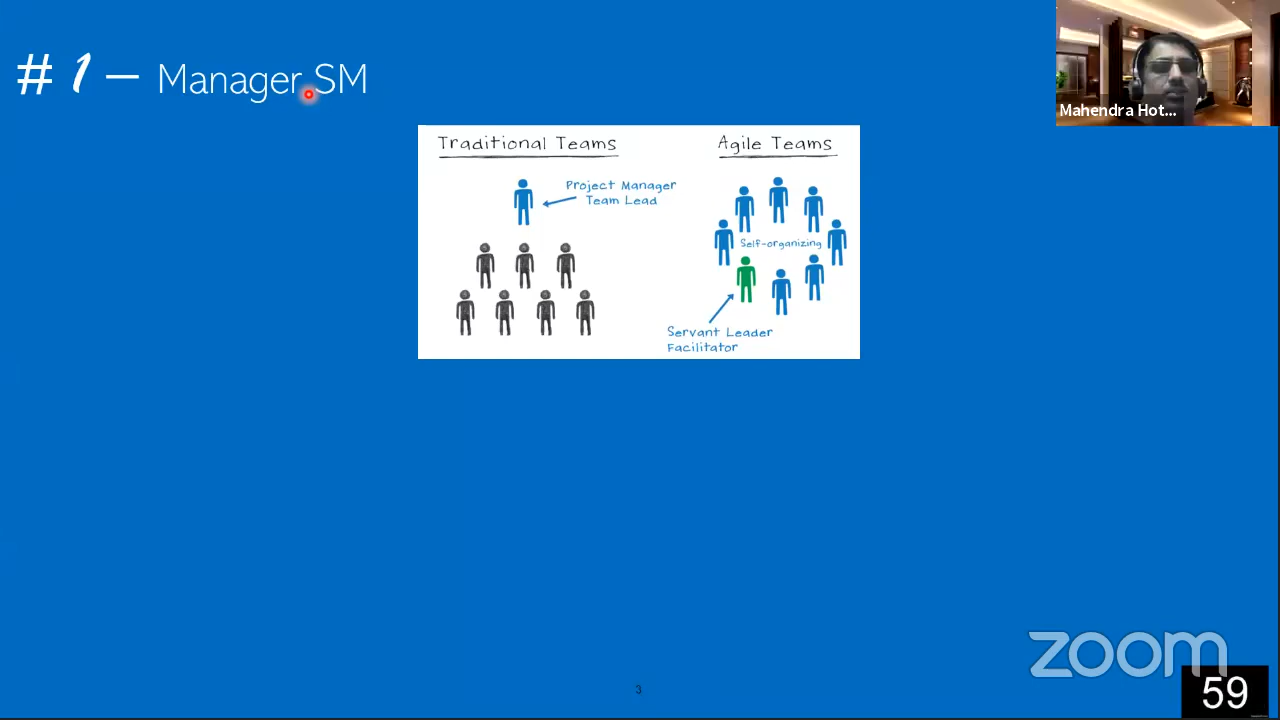 # 1 – Manager SM
Mahendra Hot...
Traditional Teams
Agile Teams
Project Manager
Team Lead
Self-organizing
Servant Leader
Facilitator
zoom
3
59